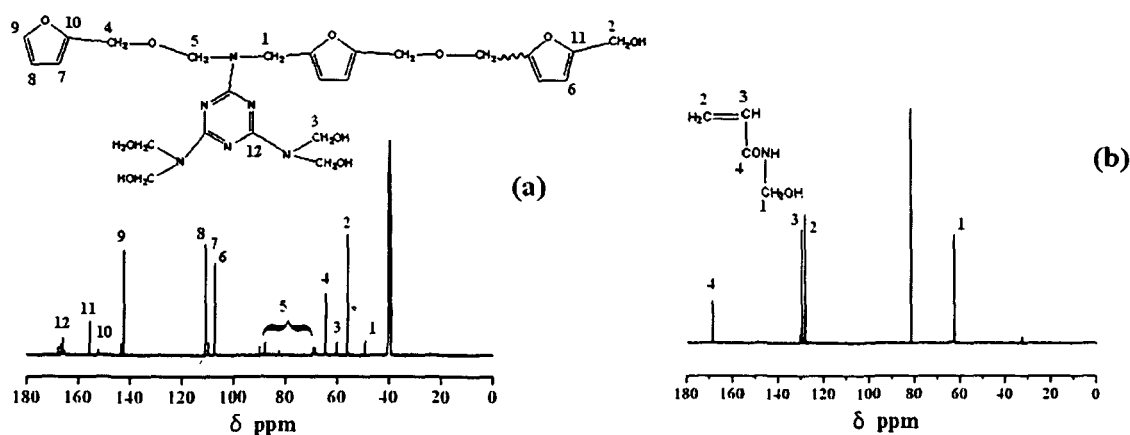 9 O 10 4 5 1 O 11 2
CH₂ O CH₂ N CH₂ O CH₂ O CH₂ O CH₂OH
8 7 6
N N
N
12
3
H₂OHOC CH₂OH
N N
HOH₂C CH₂OH
(a)
9 8 7 6 5 4 3 2 1
12 11 10
180 160 140 120 100 80 60 40 20 0
δ ppm
2 3
H₂C CH
CONH
4
CH₂OH
1
(b)
3 2 1
4
180 160 140 120 100 80 60 40 20 0
δ ppm